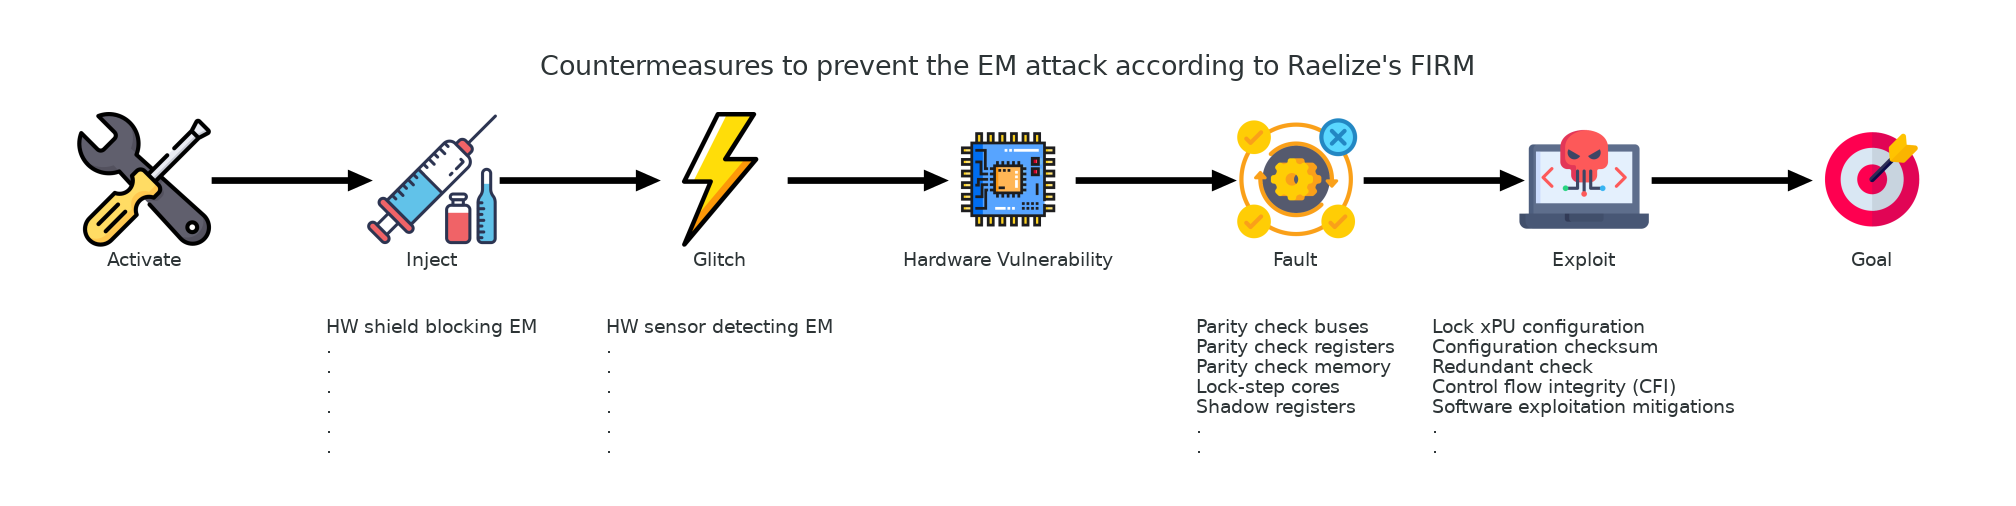 Countermeasures to prevent the EM attack according to Raelize's FIRM
Activate
Inject
Glitch
Hardware Vulnerability
Fault
Exploit
Goal
HW shield blocking EM
.
.
.
.
.
.
HW sensor detecting EM
.
.
.
.
.
.
Parity check buses
Parity check registers
Parity check memory
Lock-step cores
Shadow registers
.
.
Lock xPU configuration
Configuration checksum
Redundant check
Control flow integrity (CFI)
Software exploitation mitigations
.
.